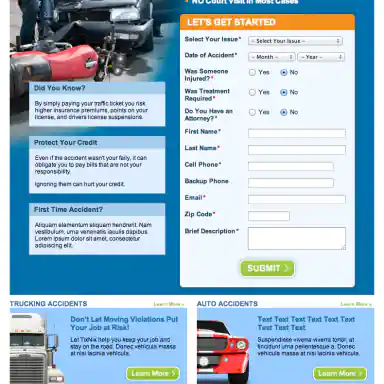 NO Court Visit in Most Cases
LET'S GET STARTED
Select Your Issue*
- Select Your Issue -
Date of Accident*
- Month -
- Year -
Was Someone
Injured?*
Yes
No
Was Treatment
Required*
Yes
No
Do You Have an
Attorney?*
Yes
No
First Name*
Last Name*
Cell Phone*
Backup Phone
Email*
Zip Code*
Brief Description*
SUBMIT
Did You Know?
By simply paying your traffic ticket you risk
higher insurance premiums, points on your
license, and drivers license suspensions.
Protect Your Credit
Even if the accident wasn't your faily, it can
obligate you to pay bills that are not your
responsibility.
Ignoring them can hurt your credit.
First Time Accident?
Aliquam elementum aliquam hendrerit. Nam
vestibulum, urna venenatis iaculis dapibus
Lorem ipsum dolor sit amet, consectetur
adipiscing elit.
TRUCKING ACCIDENTS
Learn More
Don't Let Moving Violations Put
Your Job at Risk!
Let TixNix help you keep your job and
stay on the road. Donec vehicula massa
at nisi lacinia vehicula.
Learn More
AUTO ACCIDENTS
Learn More
Text Text Text Text Text Text
Text Text Text
Suspendisse viverra viverra tortor, at
tincidunt urna pellentesque a. Donec
vehicula massa at nisi lacinia vehicula.
Learn More